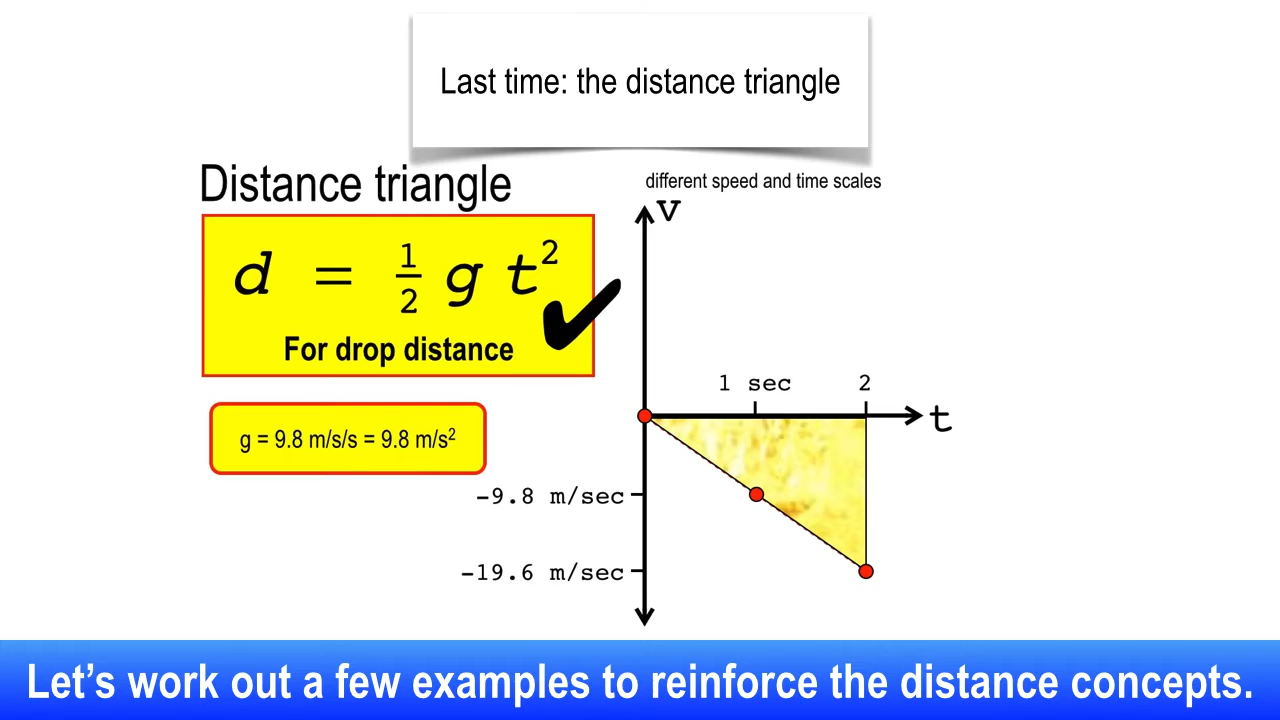 Last time: the distance triangle
Distance triangle
d = 1/2 g t²
For drop distance
g = 9.8 m/s/s = 9.8 m/s²
different speed and time scales
v
1 sec 2
t
-9.8 m/sec
-19.6 m/sec
Let's work out a few examples to reinforce the distance concepts.